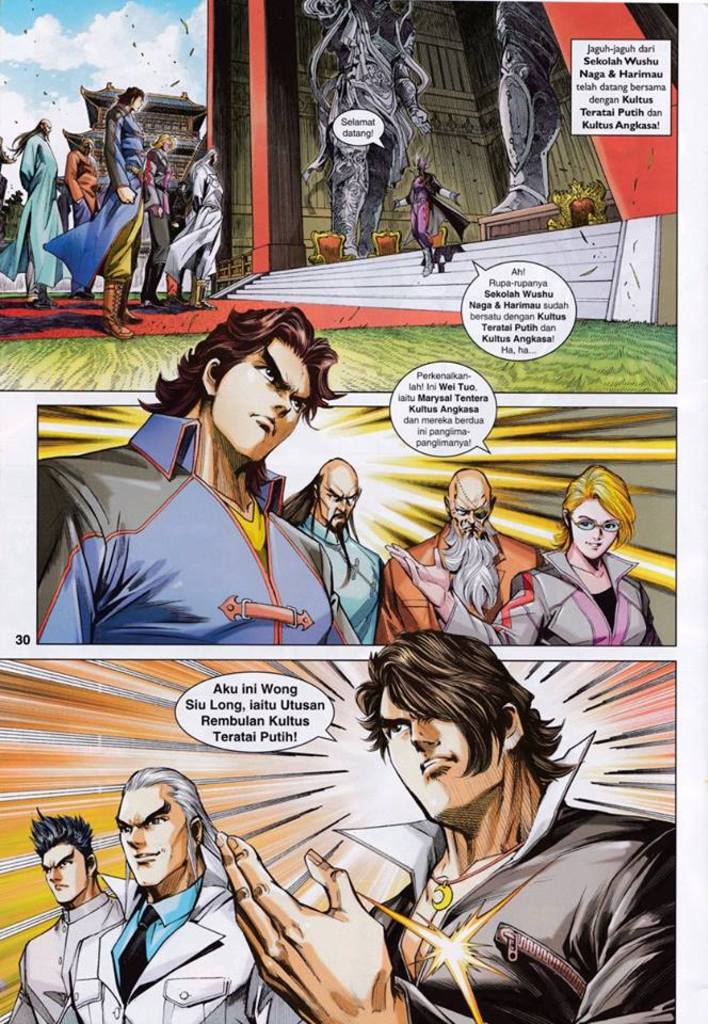 Jaguh-jaguh dari
Sekolah Wushu
Naga & Harimau
telah datang bersama
dengan Kultus
Teratai Putih dan
Kultus Angkasa!
Selamat
datang!
Ah!
Rupa-rupanya
Sekolah Wushu
Naga & Harimau sudah
bersatu dengan Kultus
Teratai Putih dan
Kultus Angkasa!
Ha, ha...
Perkenalkan-
lah! Ini Wei Tuo,
iaitu Marysal Tentera
Kultus Angkasa
dan mereka berdua
ini panglima-
panglimanya!
30
Aku ini Wong
Siu Long, iaitu Utusan
Rembulan Kultus
Teratai Putih!